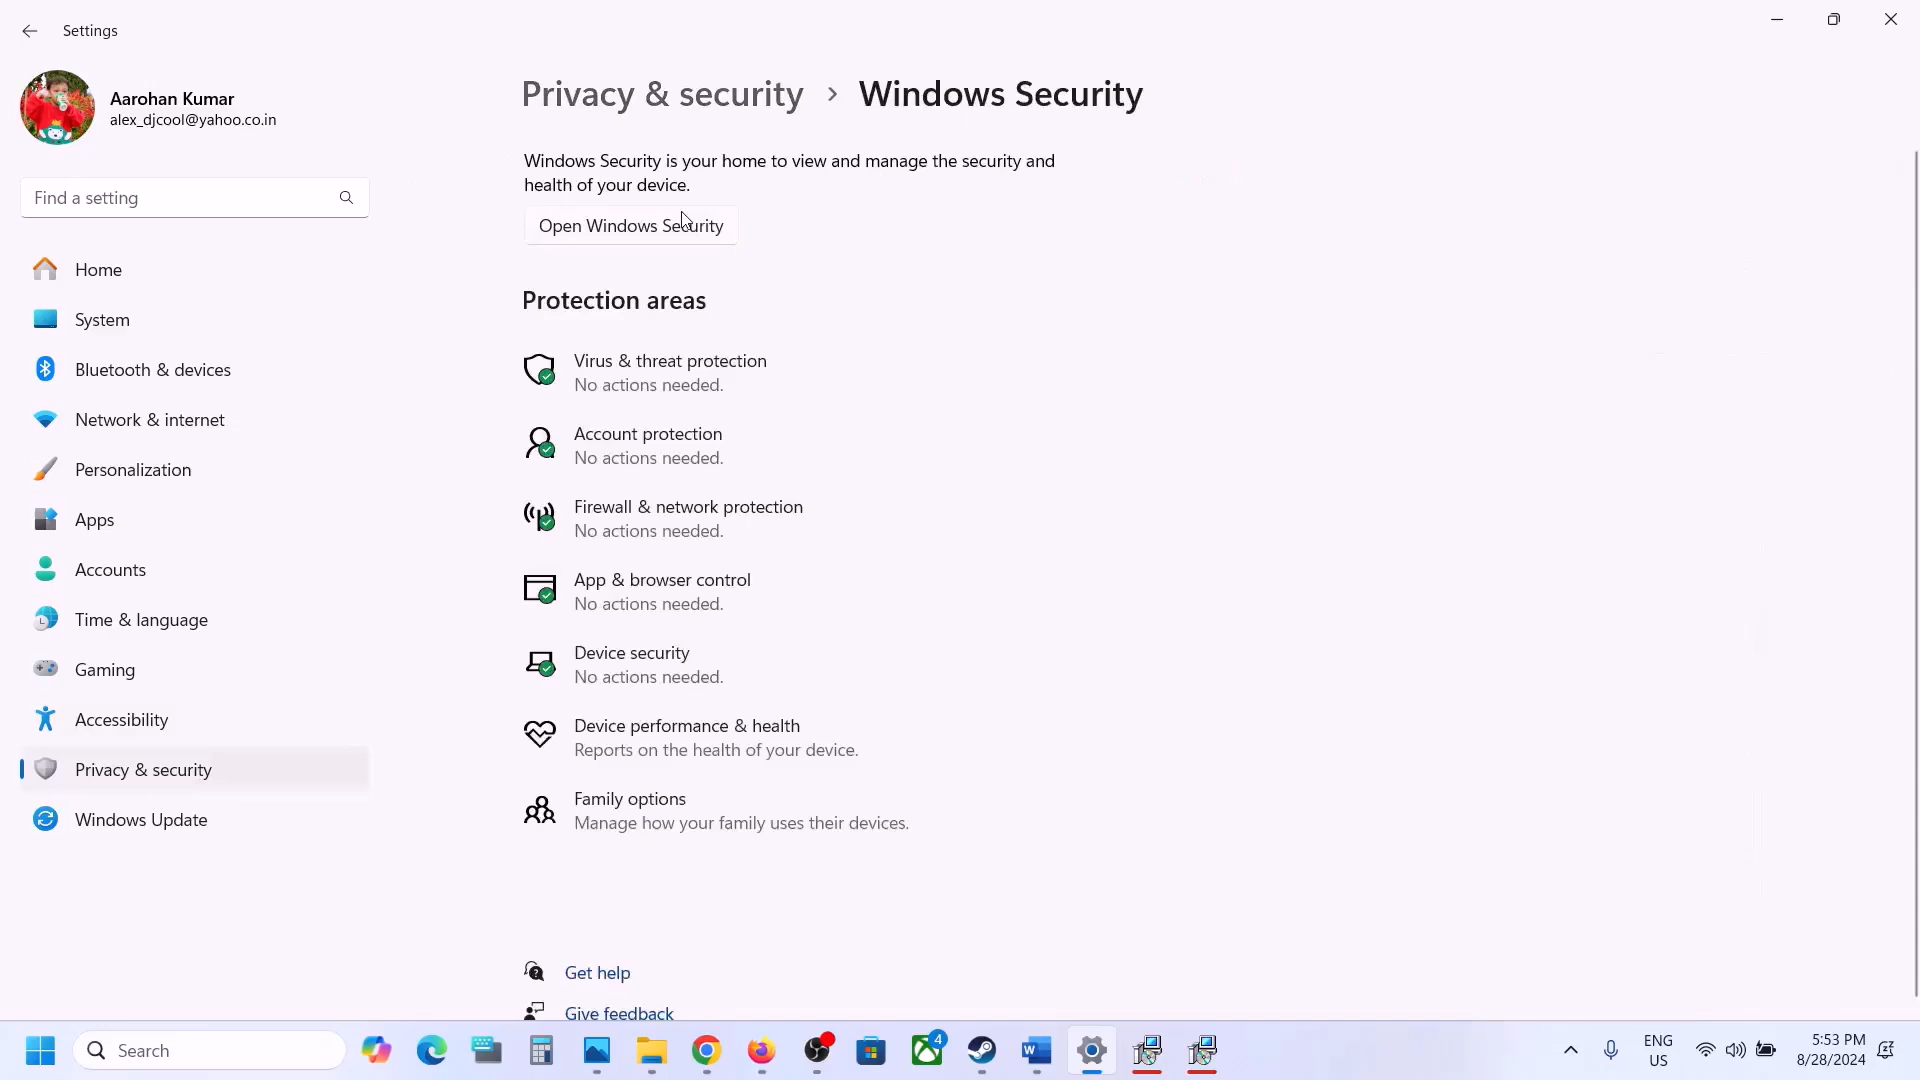 Settings
Aarohan Kumar
alex_djcool@yahoo.co.in
Find a setting
Home
System
Bluetooth & devices
Network & internet
Personalization
Apps
Accounts
Time & language
Gaming
Accessibility
Privacy & security
Windows Update
Privacy & security > Windows Security
Windows Security is your home to view and manage the security and
health of your device.
Open Windows Security
Protection areas
Virus & threat protection
No actions needed.
Account protection
No actions needed.
Firewall & network protection
No actions needed.
App & browser control
No actions needed.
Device security
No actions needed.
Device performance & health
Reports on the health of your device.
Family options
Manage how your family uses their devices.
Get help
Give feedback
Search
4
ENG
US
5:53 PM
8/28/2024